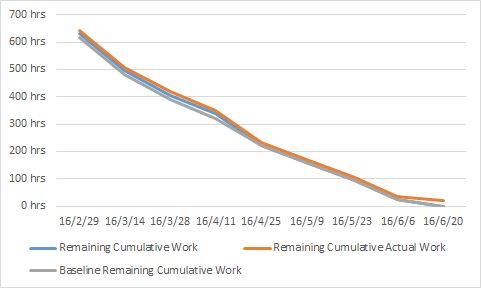 700 hrs
600 hrs
500 hrs
400 hrs
300 hrs
200 hrs
100 hrs
0 hrs
16/2/29 16/3/14 16/3/28 16/4/11 16/4/25 16/5/9 16/5/23 16/6/6 16/6/20
Remaining Cumulative Work Remaining Cumulative Actual Work
Baseline Remaining Cumulative Work